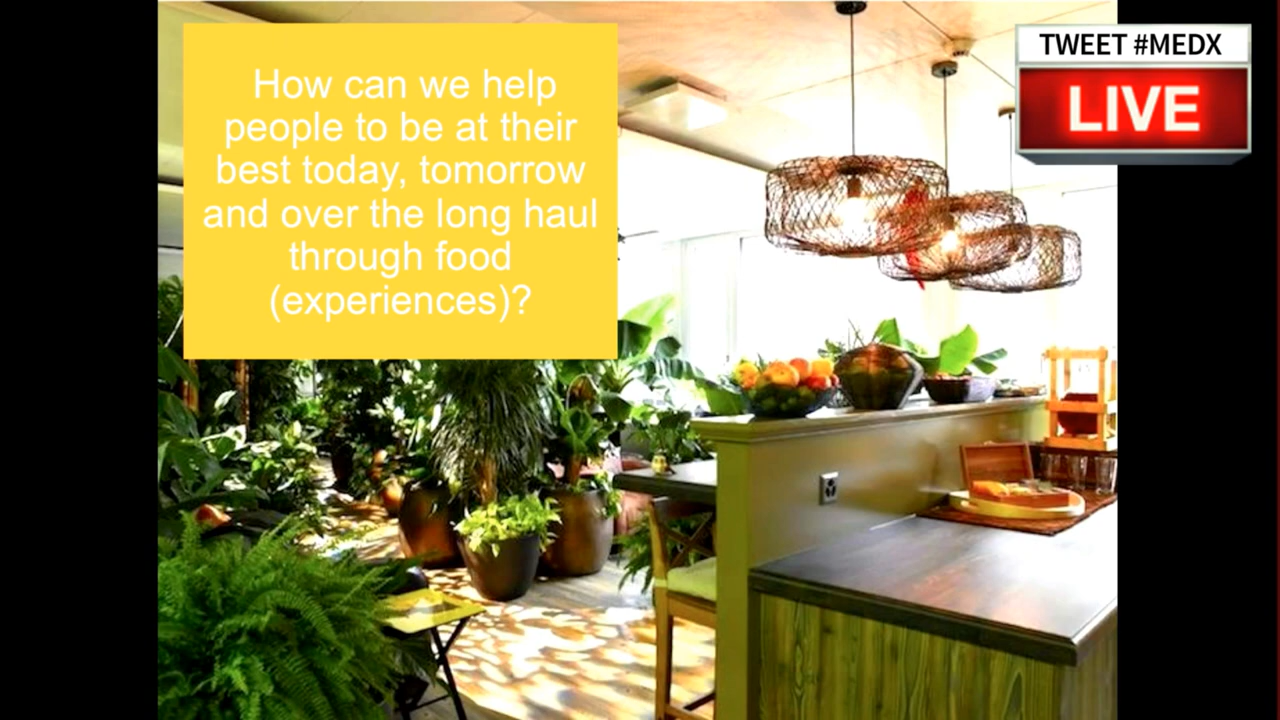 How can we help
people to be at their
best today, tomorrow
and over the long haul
through food
(experiences)?
TWEET #MEDX
LIVE